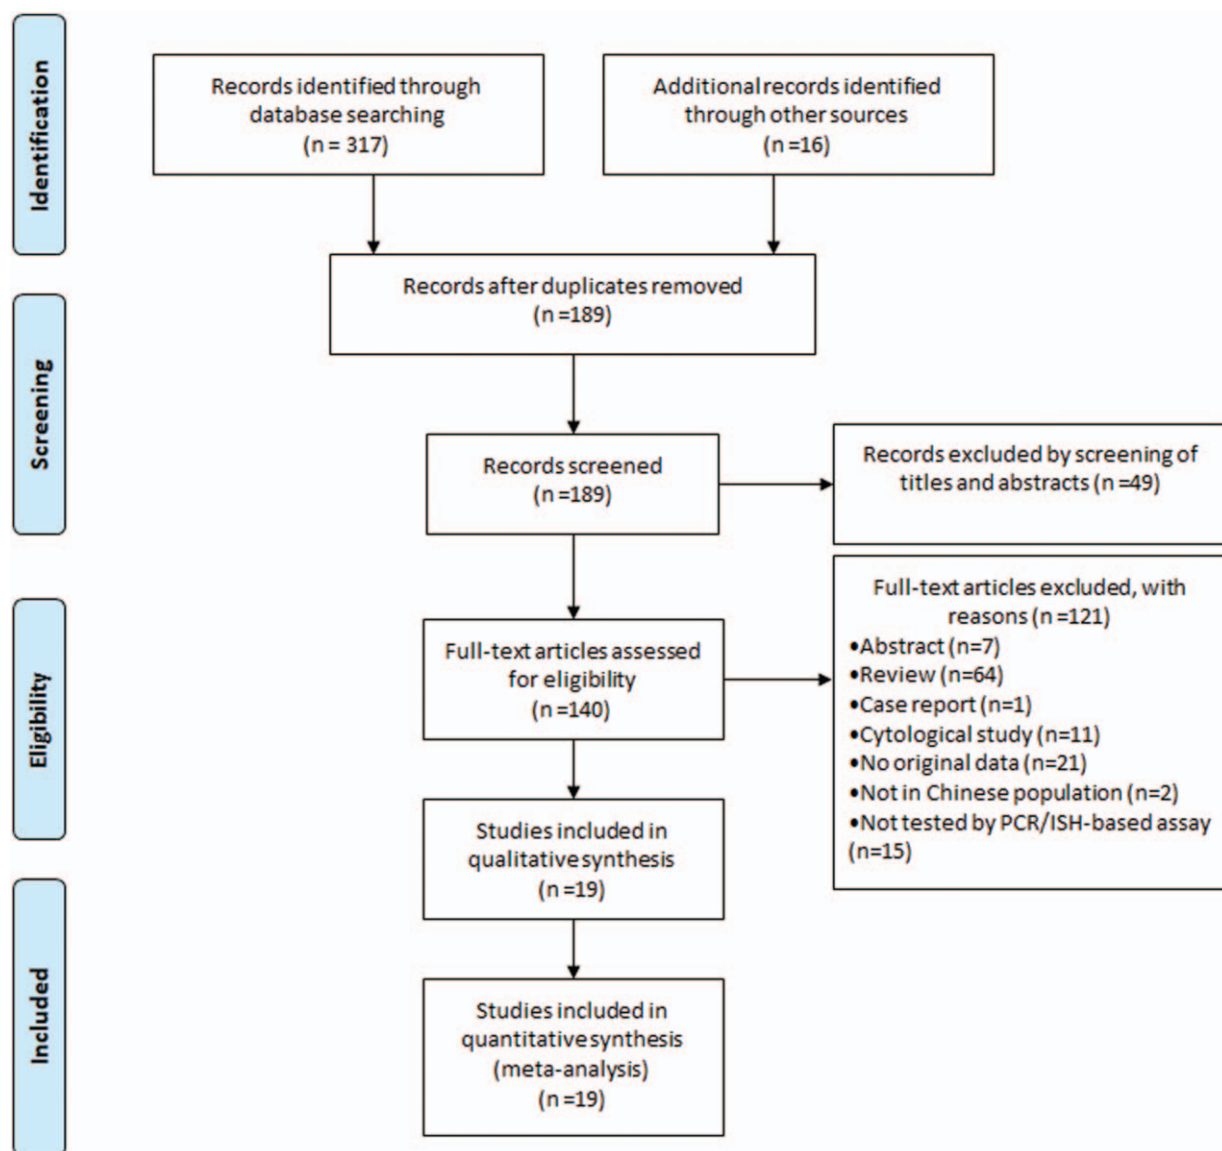 Identification
Records identified through
database searching
(n = 317)
Additional records identified
through other sources
(n =16)
Records after duplicates removed
(n =189)
Screening
Records screened
(n =189)
Records excluded by screening of
titles and abstracts (n =49)
Eligibility
Full-text articles assessed
for eligibility
(n =140)
Full-text articles excluded, with
reasons (n =121)
•Abstract (n=7)
•Review (n=64)
•Case report (n=1)
•Cytological study (n=11)
•No original data (n=21)
•Not in Chinese population (n=2)
•Not tested by PCR/ISH-based assay
(n=15)
Studies included in
qualitative synthesis
(n =19)
Included
Studies included in
quantitative synthesis
(meta-analysis)
(n =19)